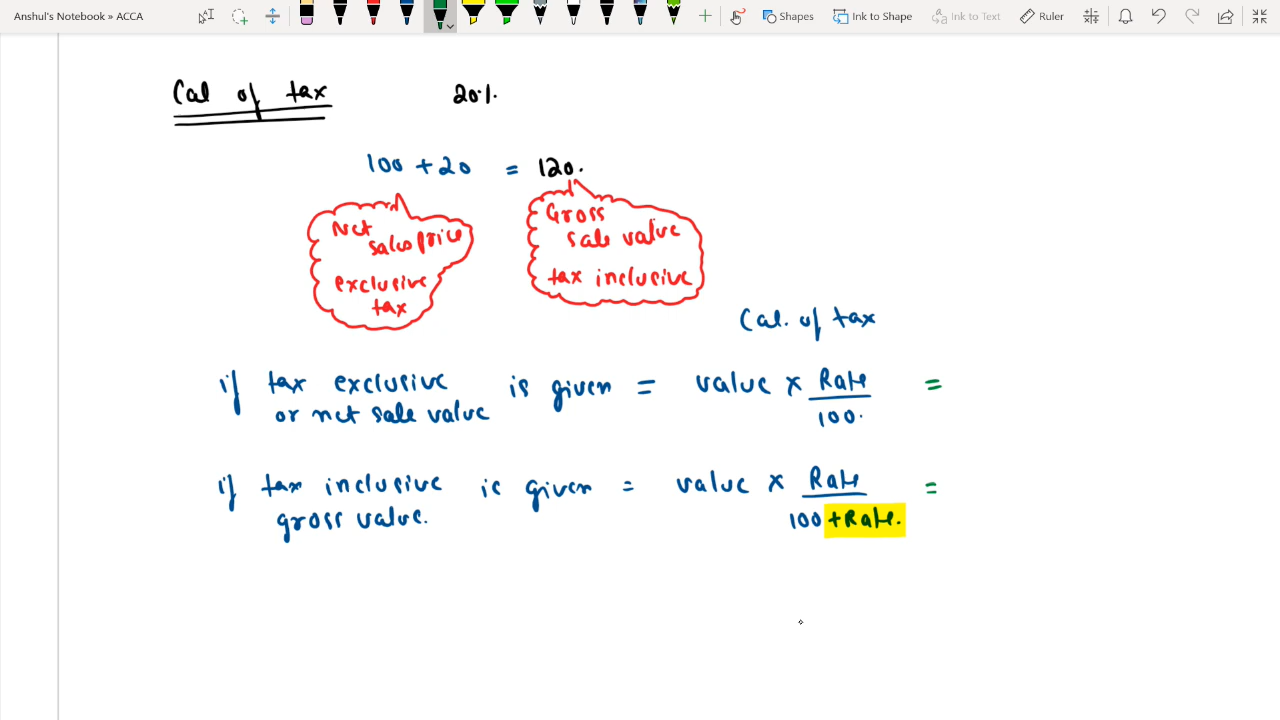 Anshul's Notebook » ACCA
Shapes
Ink to Shape
Ink to Text
Ruler
Cal of tax
20%.
100 + 20 = 120.
Net
sales price
exclusive
tax
Gross
sale value
tax inclusive
Cal. of tax
if tax exclusive is given = value × Rate =
or net sale value 100.
if tax inclusive is given = value × Rate =
gross value. 100 + Rate.